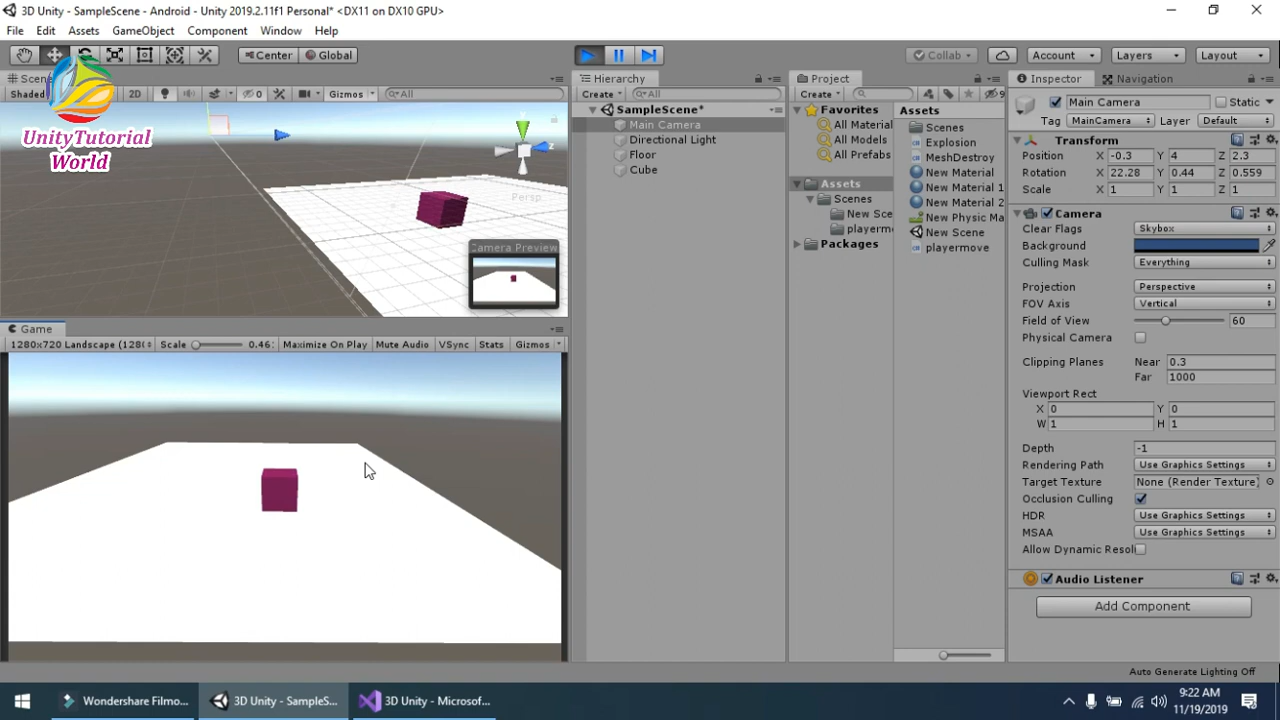 3D Unity - SampleScene - Android - Unity 2019.2.11f1 Personal* <DX11 on DX10 GPU>
File Edit Assets GameObject Component Window Help
Center Global
Collab Account Layers Layout
Scen
Hierarchy
Project
Inspector Navigation
Shaded 2D 0 Gizmos All
Create All
Create 9
UnityTutorial
World
Persp
Camera Preview
SampleScene*
Main Camera
Directional Light
Floor
Cube
Favorites
All Material
All Models
All Prefabs
Assets
Scenes
New Sce
playerm
Packages
Assets
Scenes
Explosion
MeshDestroy
New Material
New Material 1
New Material 2
New Physic Ma
New Scene
playermove
Main Camera Static
Tag MainCamera Layer Default
Transform
Position X -0.3 Y 4 Z 2.3
Rotation X 22.28 Y 0.44 Z 0.559
Scale X 1 Y 1 Z 1
Camera
Clear Flags Skybox
Background
Culling Mask Everything
Projection Perspective
FOV Axis Vertical
Field of View 60
Physical Camera
Clipping Planes Near 0.3
Far 1000
Viewport Rect
X 0 Y 0
W 1 H 1
Depth -1
Rendering Path Use Graphics Settings
Target Texture None (Render Texture)
Occlusion Culling
HDR Use Graphics Settings
MSAA Use Graphics Settings
Allow Dynamic Resol
Audio Listener
Add Component
Game
1280x720 Landscape (128( Scale 0.46: Maximize On Play Mute Audio VSync Stats Gizmos
Auto Generate Lighting Off
Wondershare Filmo...
3D Unity - SampleS...
3D Unity - Microsof...
9:22 AM
11/19/2019